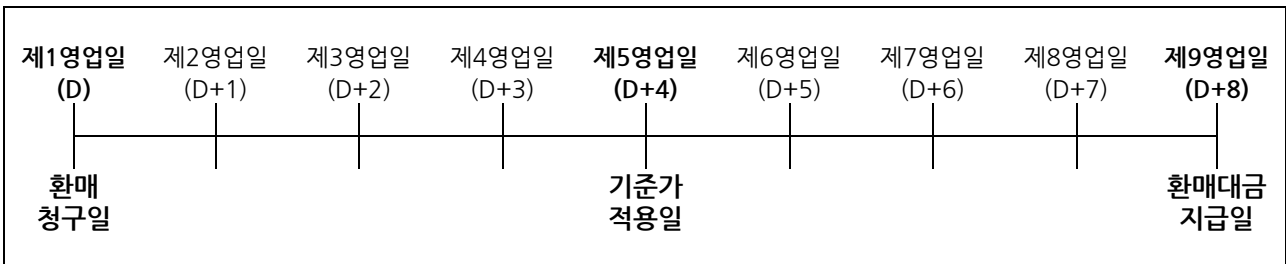 제1영업일 제2영업일 제3영업일 제4영업일 제5영업일 제6영업일 제7영업일 제8영업일 제9영업일
(D) (D+1) (D+2) (D+3) (D+4) (D+5) (D+6) (D+7) (D+8)
환매 기준가 환매대금
청구일 적용일 지급일